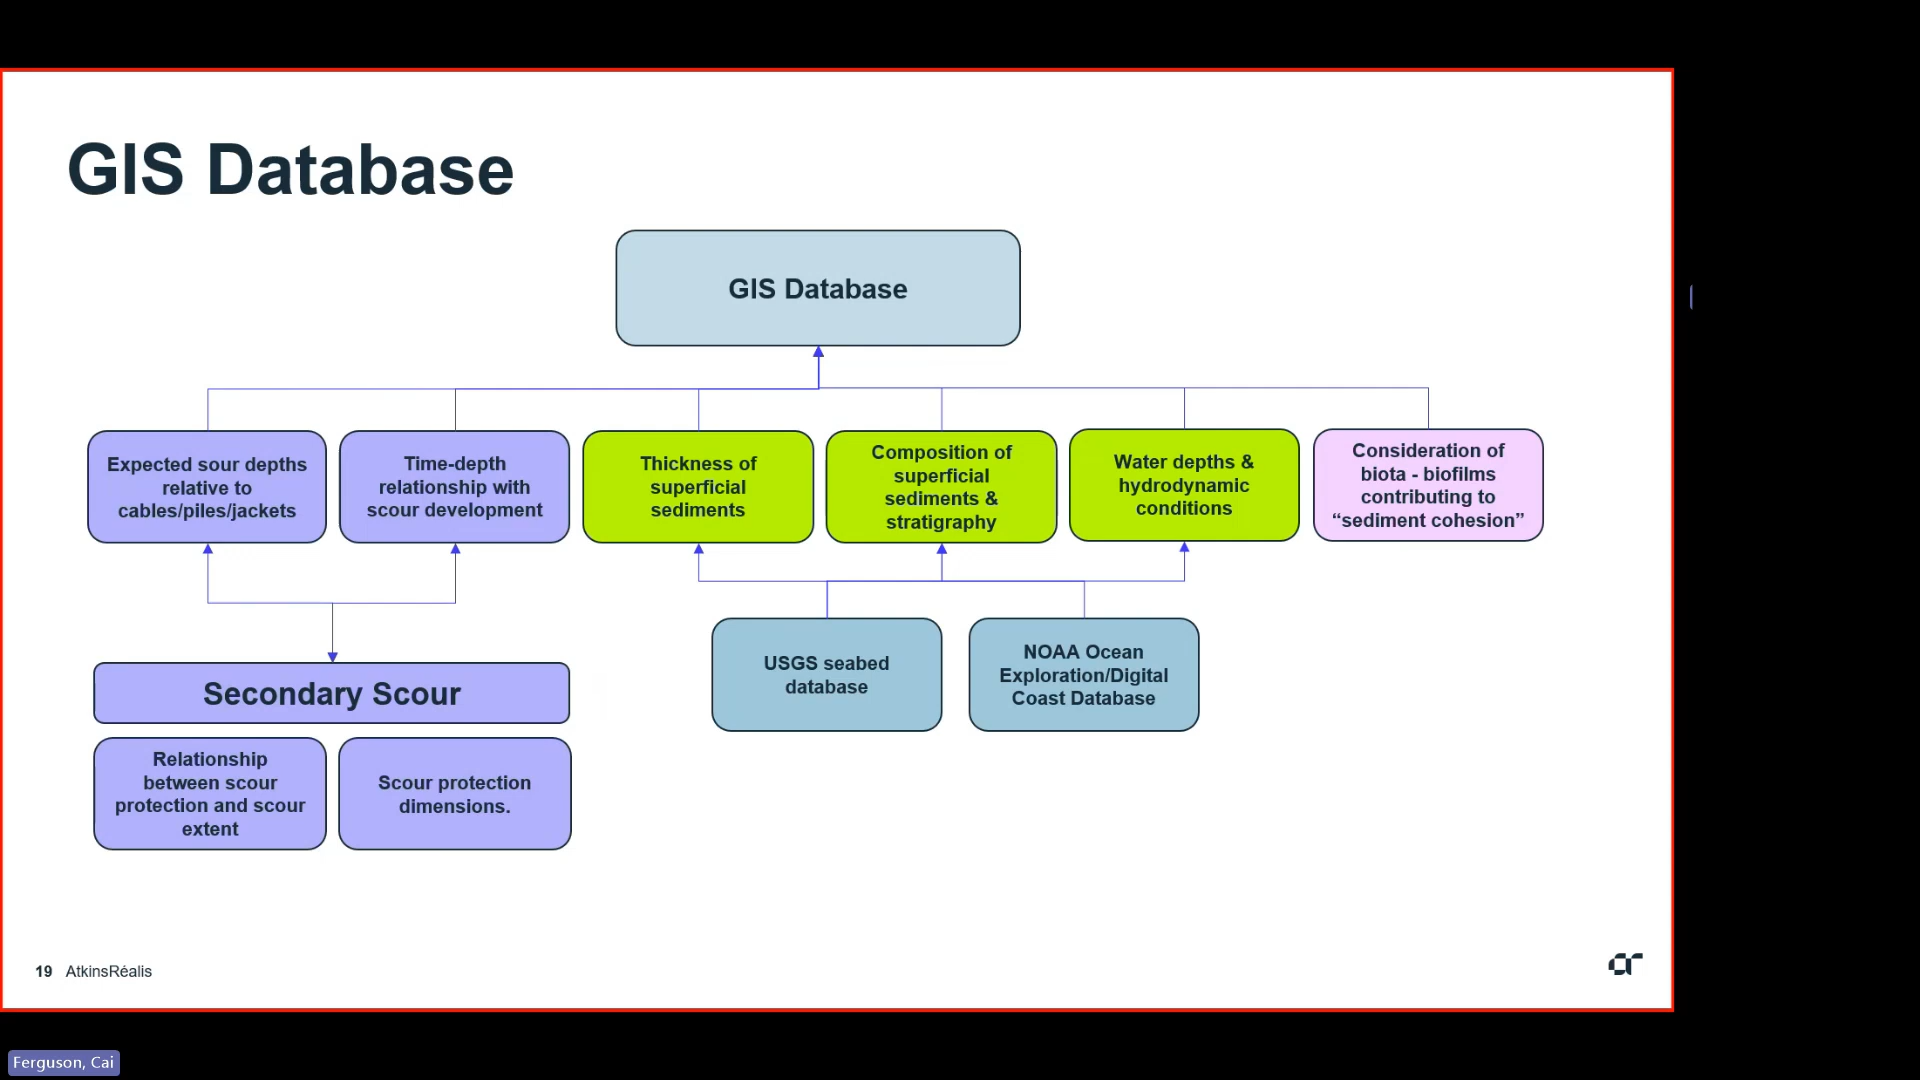 GIS Database
GIS Database
Expected sour depths
relative to
cables/piles/jackets
Time-depth
relationship with
scour development
Thickness of
superficial
sediments
Composition of
superficial
sediments &
stratigraphy
Water depths &
hydrodynamic
conditions
Consideration of
biota - biofilms
contributing to
“sediment cohesion”
Secondary Scour
Relationship
between scour
protection and scour
extent
Scour protection
dimensions.
USGS seabed
database
NOAA Ocean
Exploration/Digital
Coast Database
19 AtkinsRéalis
Ferguson, Cai